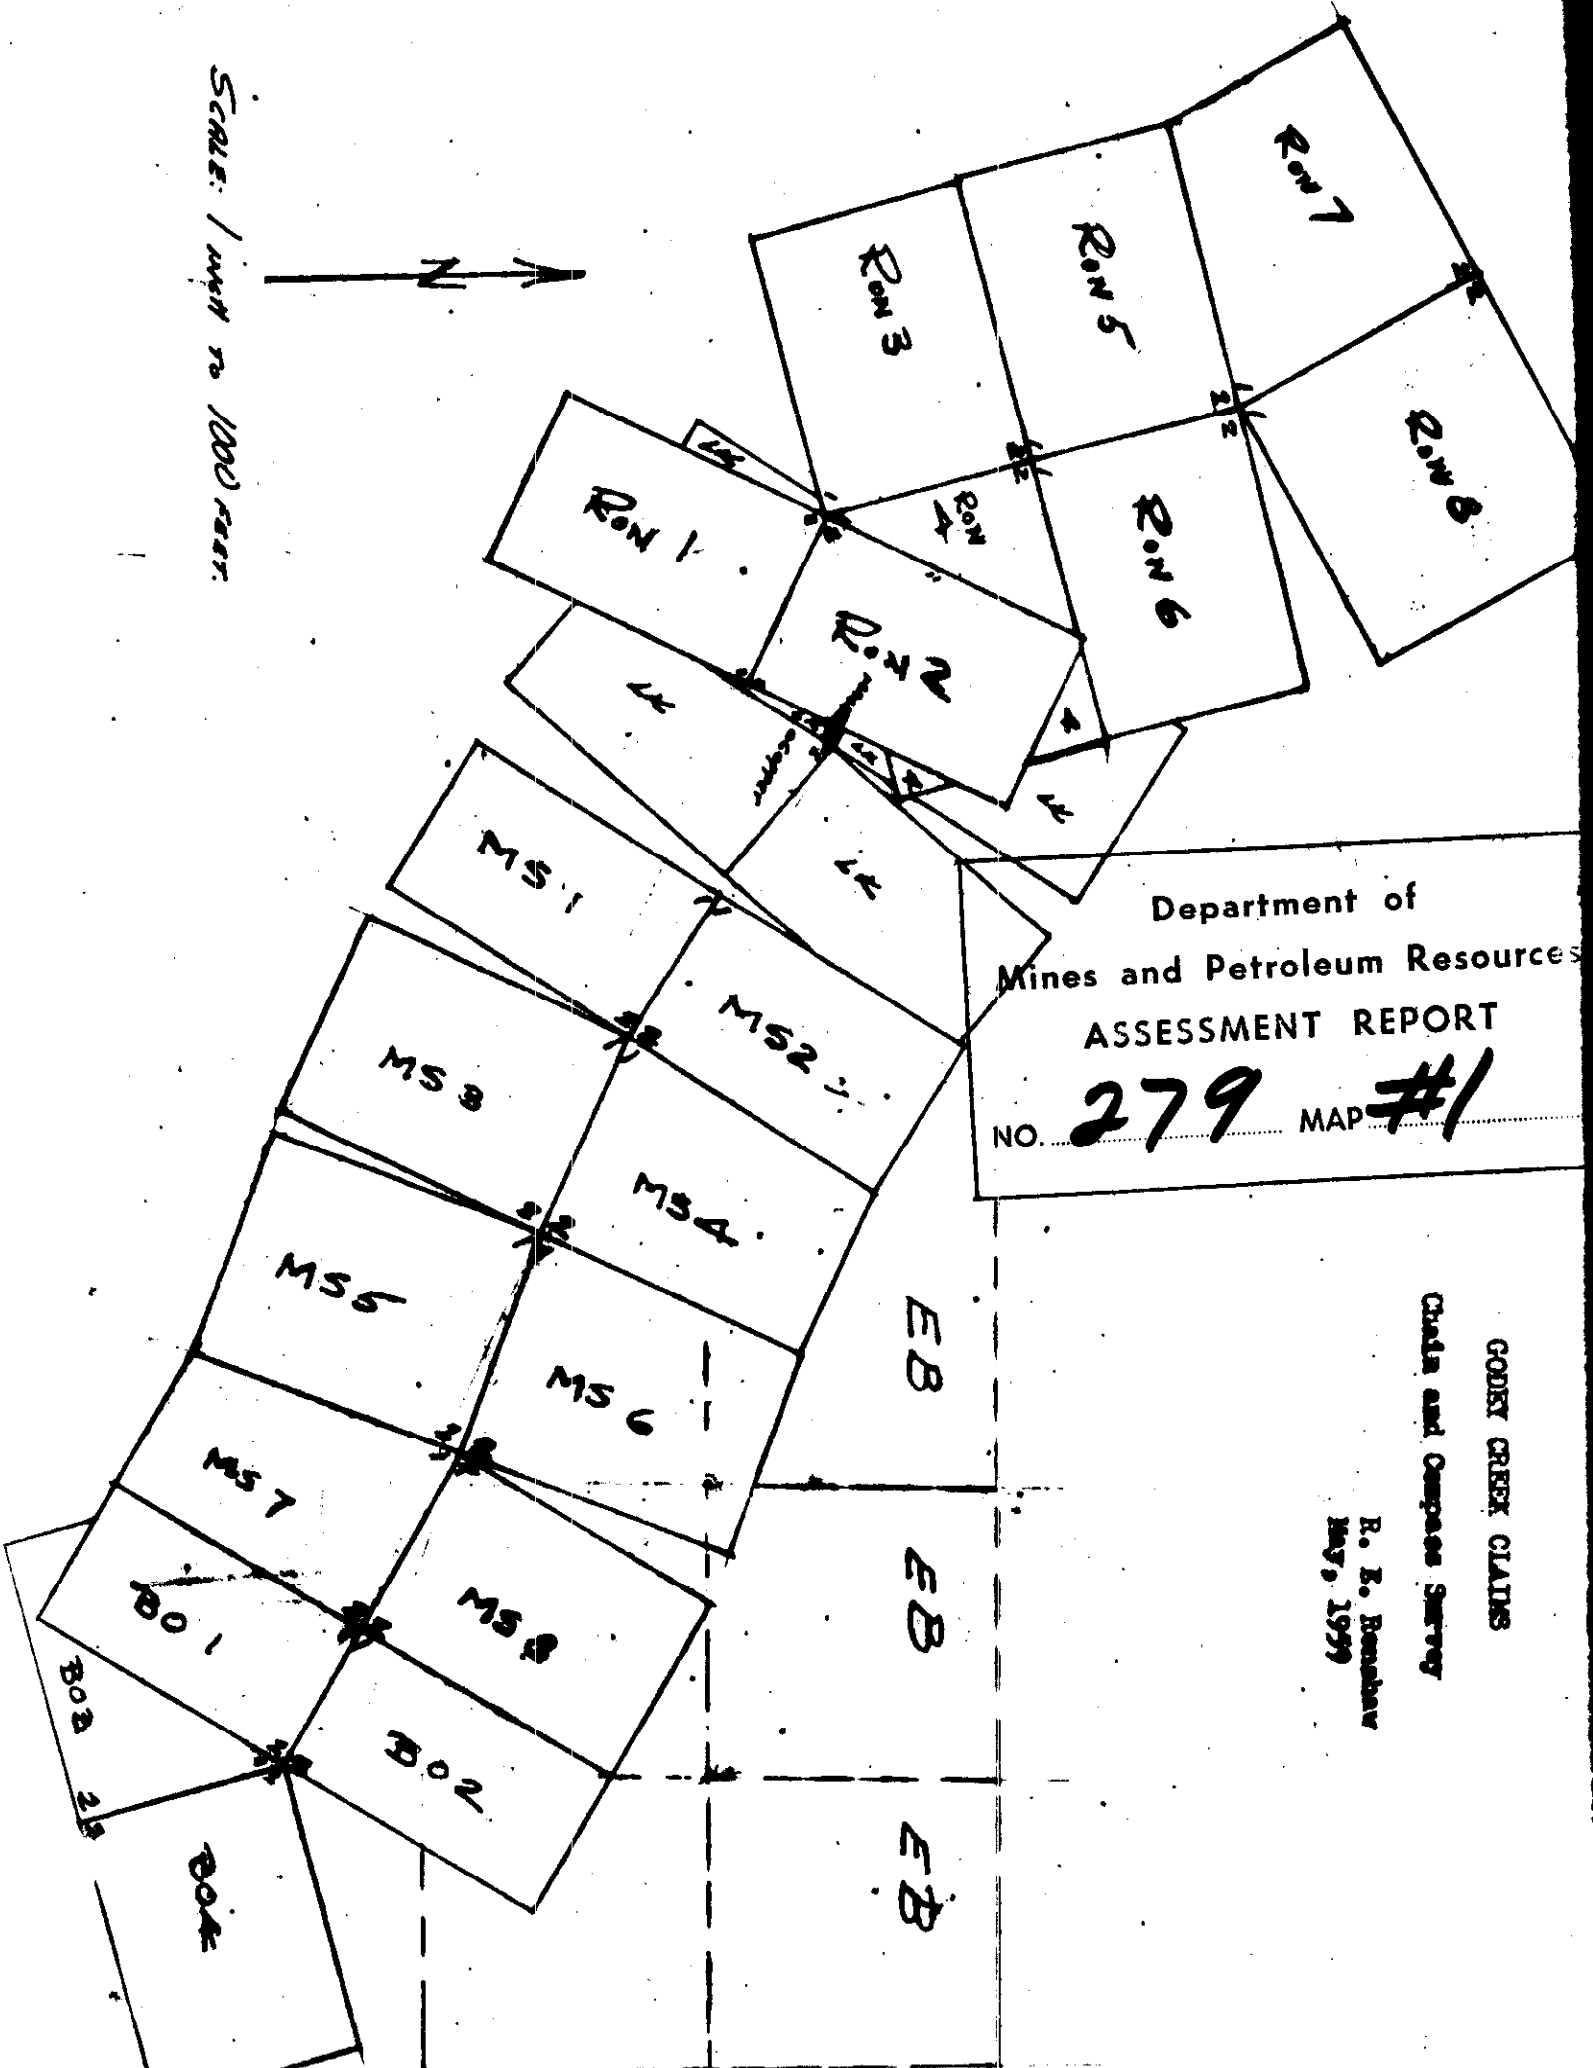 GODEY CREEK CLAIMS
Chain and Compass Survey
R. E. Renshaw
May, 1959
Department of
Mines and Petroleum Resources
ASSESSMENT REPORT
NO. 279 MAP #1
RON 7
RON 8
RON 5
RON 6
RON 3
RON
4
RON 1
RON 2
LK
LK
LK
LK
LK
N
MS 1
MS 2
MS 3
MS 4
MS 5
MS 6
MS 7
MS 8
BO 1
BO 2
BO 3
BO 4
EB
EB
EB
SCALE: 1 INCH TO 1000 FEET.